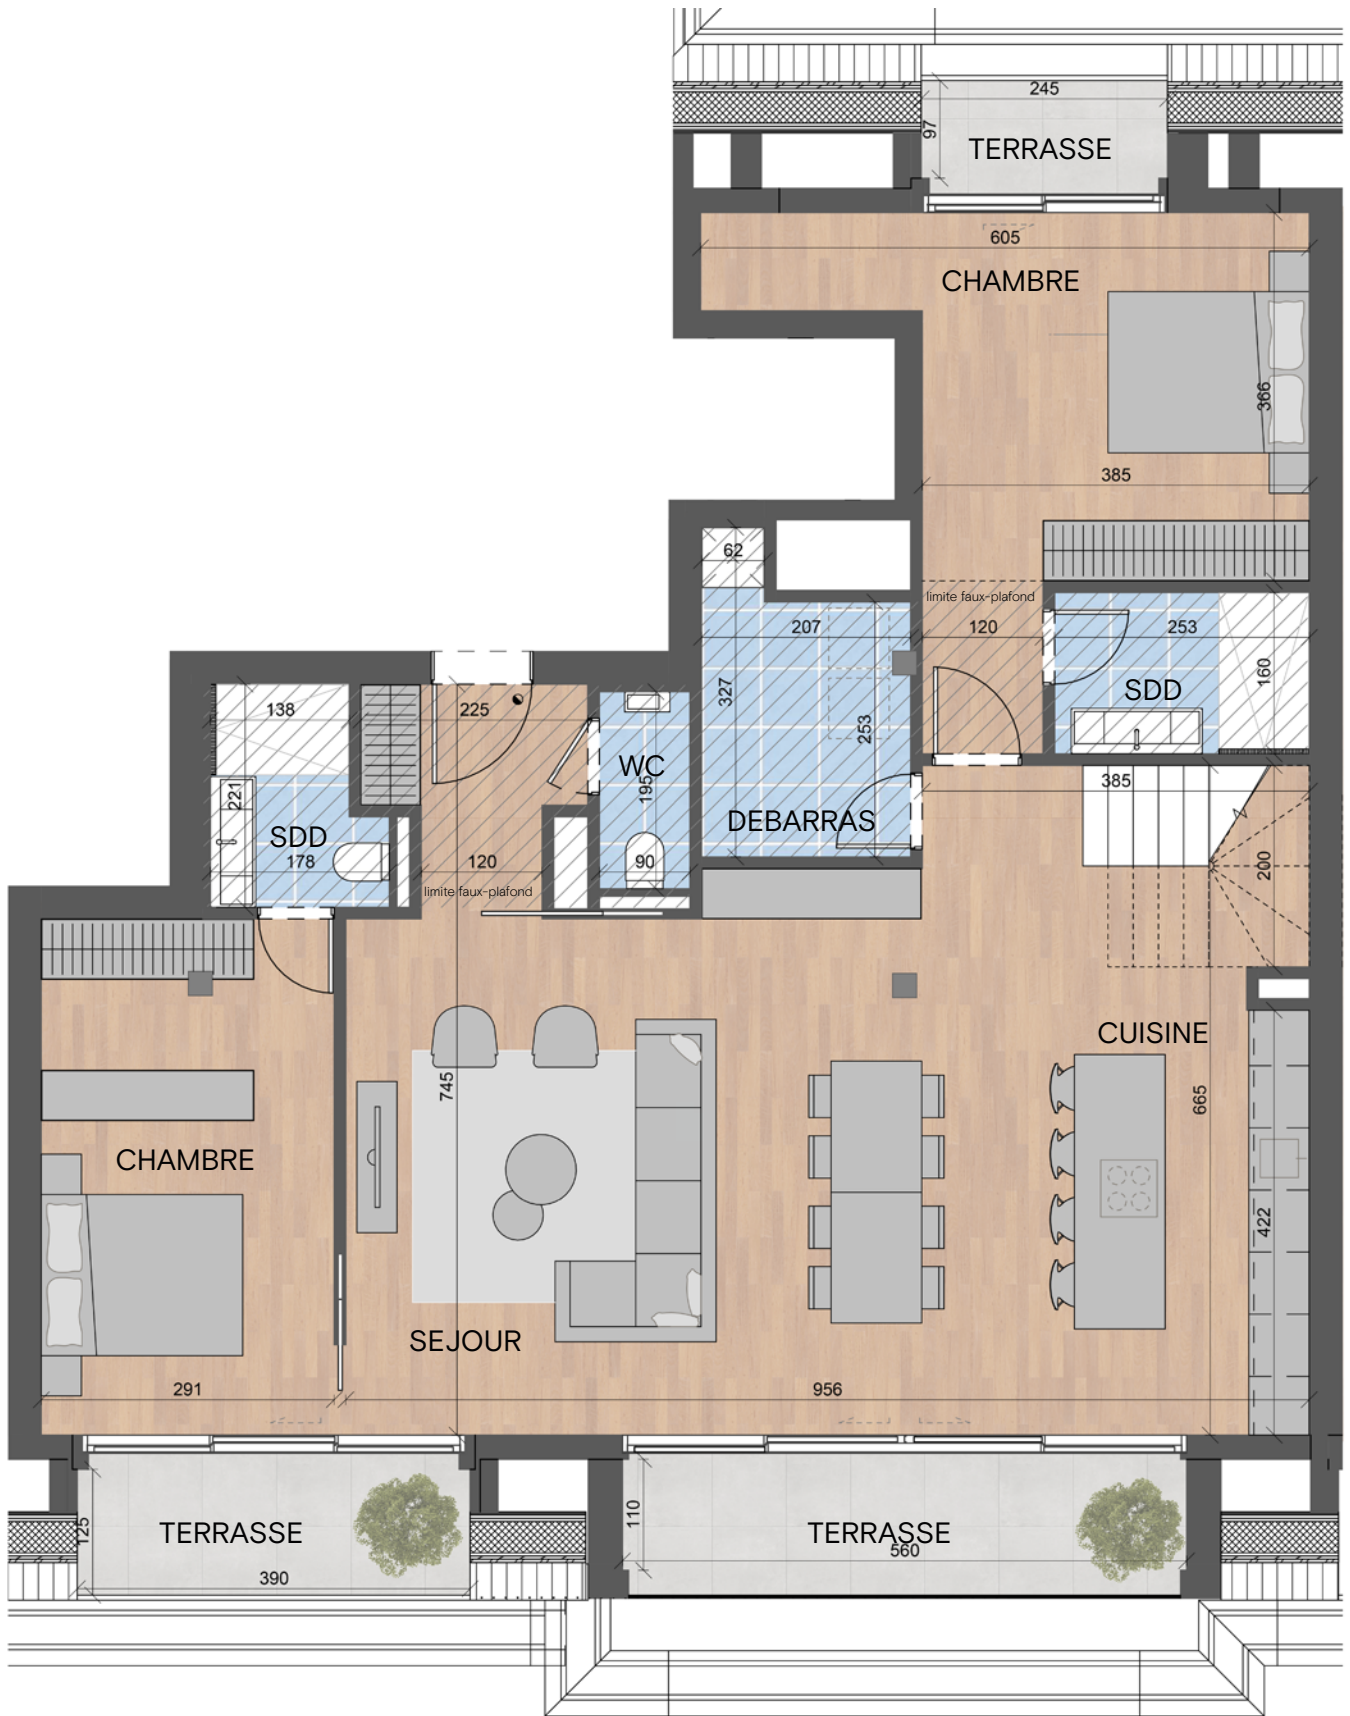 245
97
TERRASSE
605
CHAMBRE
366
385
62
limite faux-plafond
207
120
253
327
160
SDD
253
138
225
WC
195
221
SDD
DEBARRAS
385
178
120
90
200
limite faux-plafond
CUISINE
745
665
CHAMBRE
422
SEJOUR
291
956
125
TERRASSE
390
110
TERRASSE
560